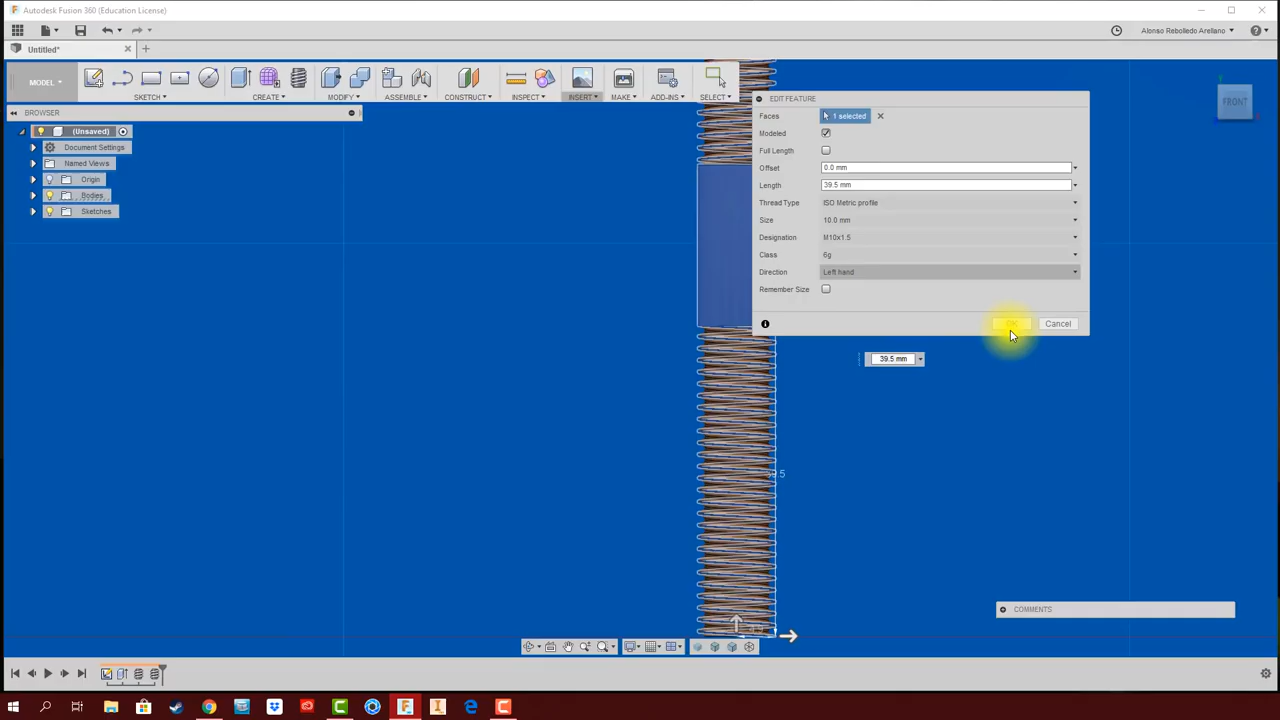 Autodesk Fusion 360 (Education License)
Alonso Rebolledo Arellano
Untitled*
MODEL
SKETCH
CREATE
MODIFY
ASSEMBLE
CONSTRUCT
INSPECT
INSERT
MAKE
ADD-INS
SELECT
FRONT
BROWSER
(Unsaved)
Document Settings
Named Views
Origin
Bodies
Sketches
EDIT FEATURE
Faces 1 selected
Modeled
Full Length
Offset 0.0 mm
Length 39.5 mm
Thread Type ISO Metric profile
Size 10.0 mm
Designation M10x1.5
Class 6g
Direction Left hand
Remember Size
OK Cancel
39.5 mm
COMMENTS